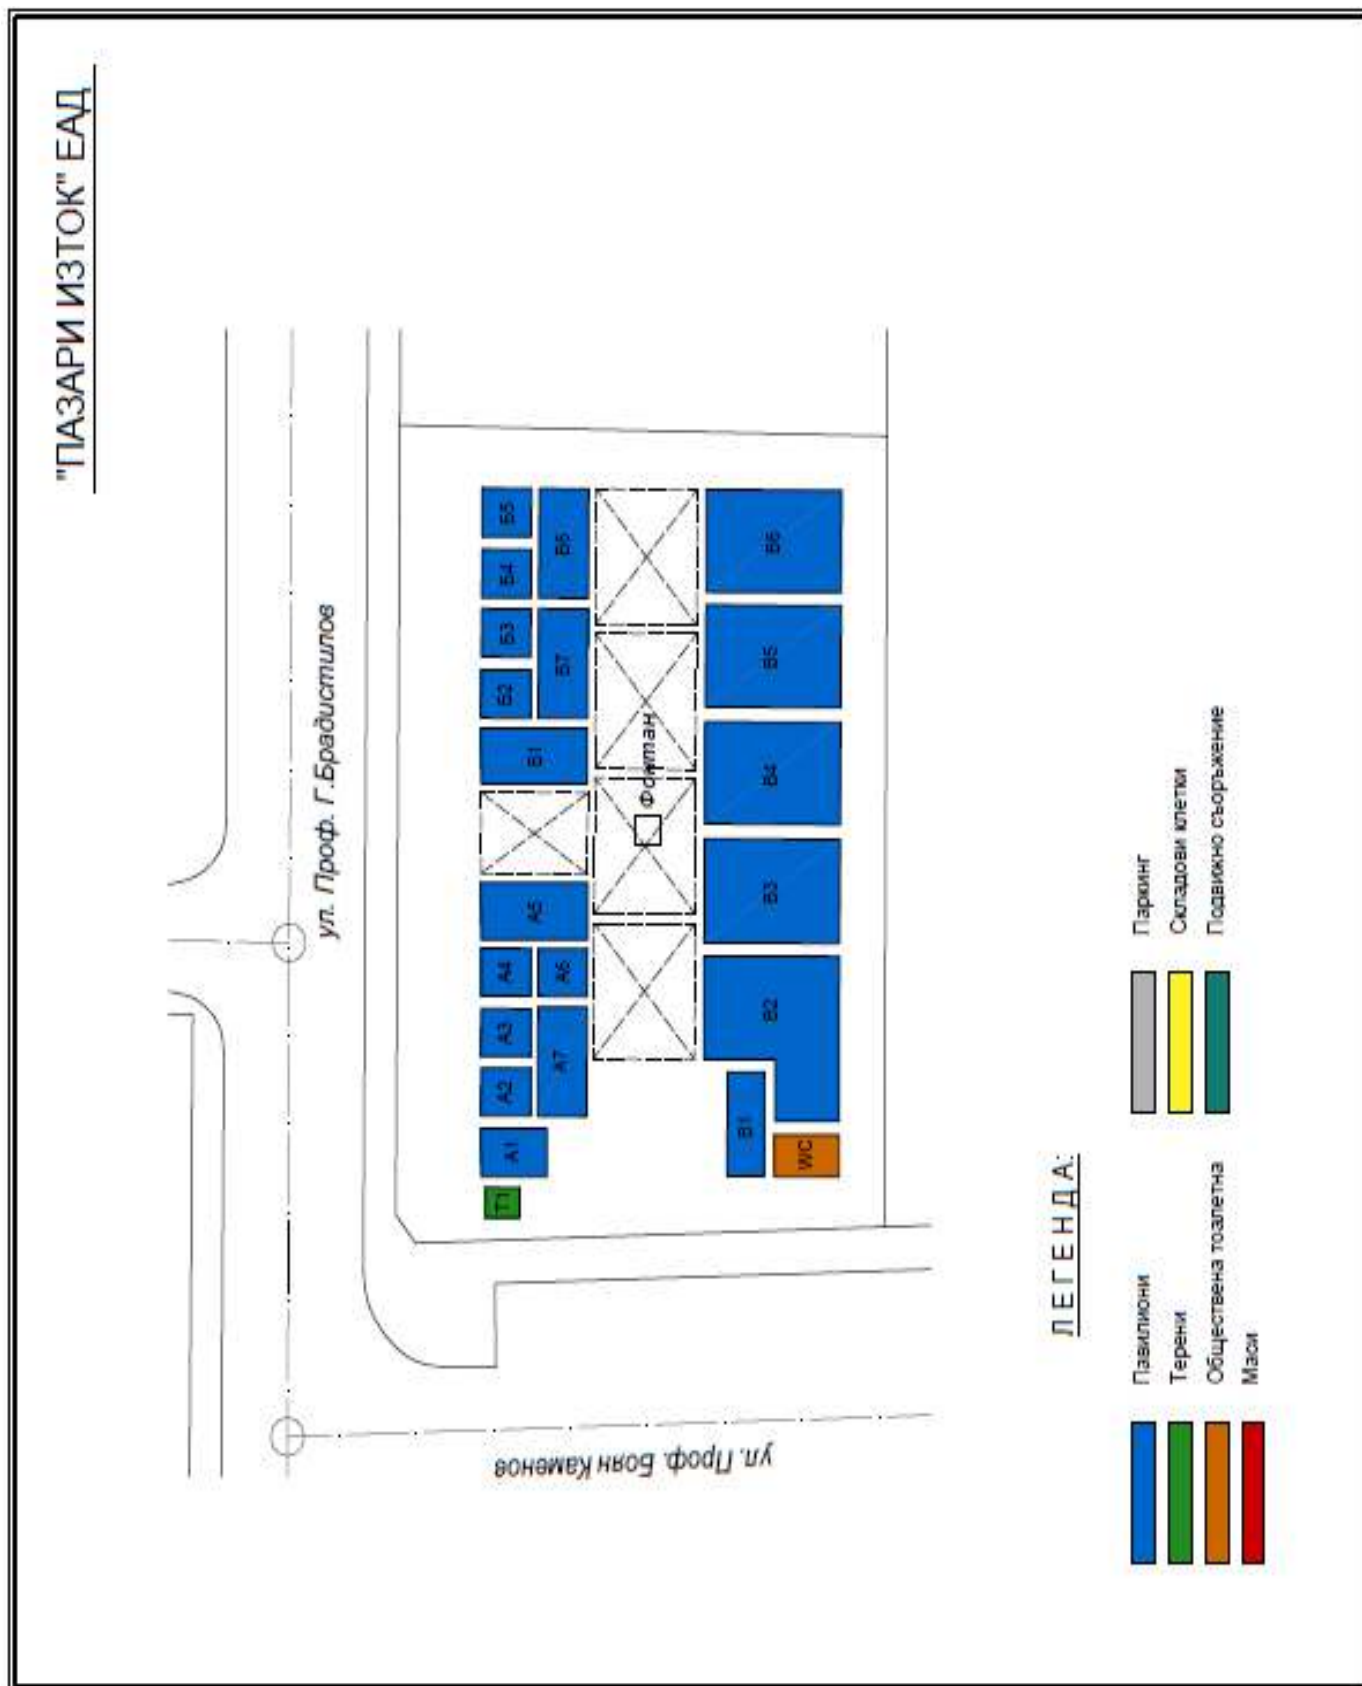 "ПАЗАРИ ИЗТОК" ЕАД
ул. Проф. Г.Брадистилов
Т1 А1 А2 А3 А4 А5 В1 Б2 Б3 Б4 Б5
А7 А6 Б7 Б6
Фонтан
В1 В2 В3 В4 В5 В6
WC
ул. Проф. Боян Каменов
Л Е Г Е Н Д А:
Павилиони
Терени
Обществена тоалетна
Маси
Паркинг
Складови клетки
Подвижно съоръжение